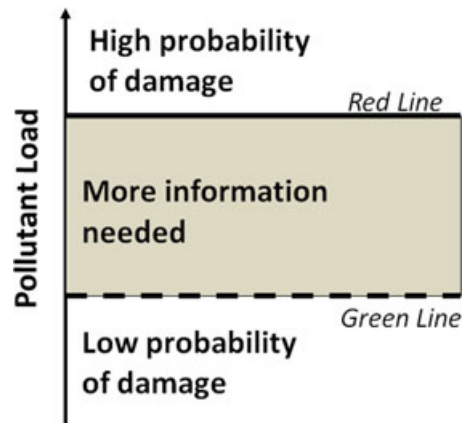 High probability
of damage
Red Line
More information
needed
Green Line
Low probability
of damage
Pollutant Load